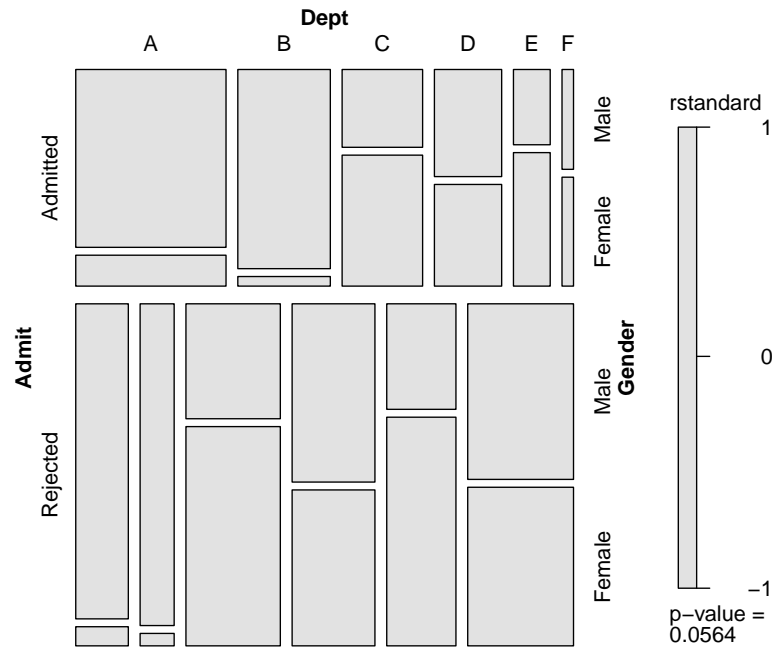 Dept
A B C D E F
Admit
Admitted
Rejected
Male
Female
Male
Female
Gender
rstandard
1
0
−1
p−value =
0.0564